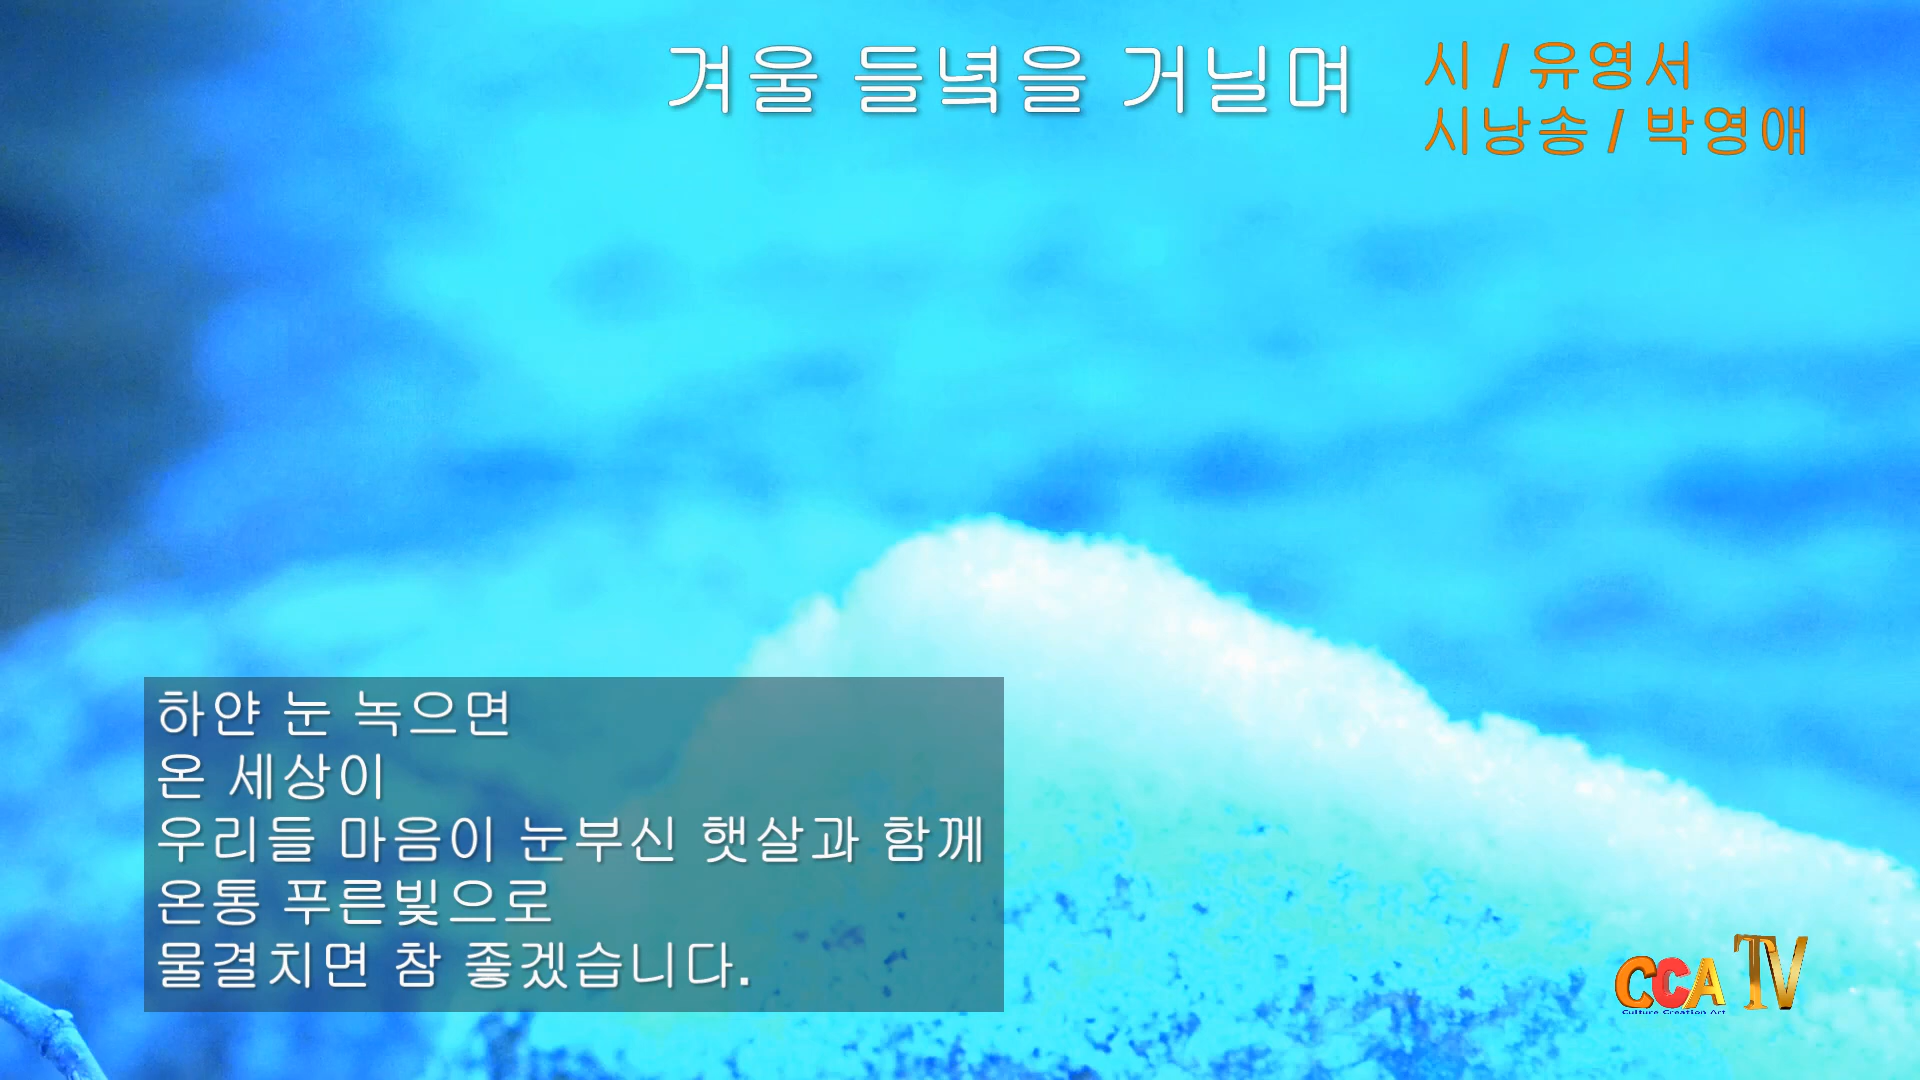 겨울 들녘을 거닐며
시 / 유영서
시낭송 / 박영애
하얀 눈 녹으면
온 세상이
우리들 마음이 눈부신 햇살과 함께
온통 푸른빛으로
물결치면 참 좋겠습니다.
CCA TV
Culture Creation Art